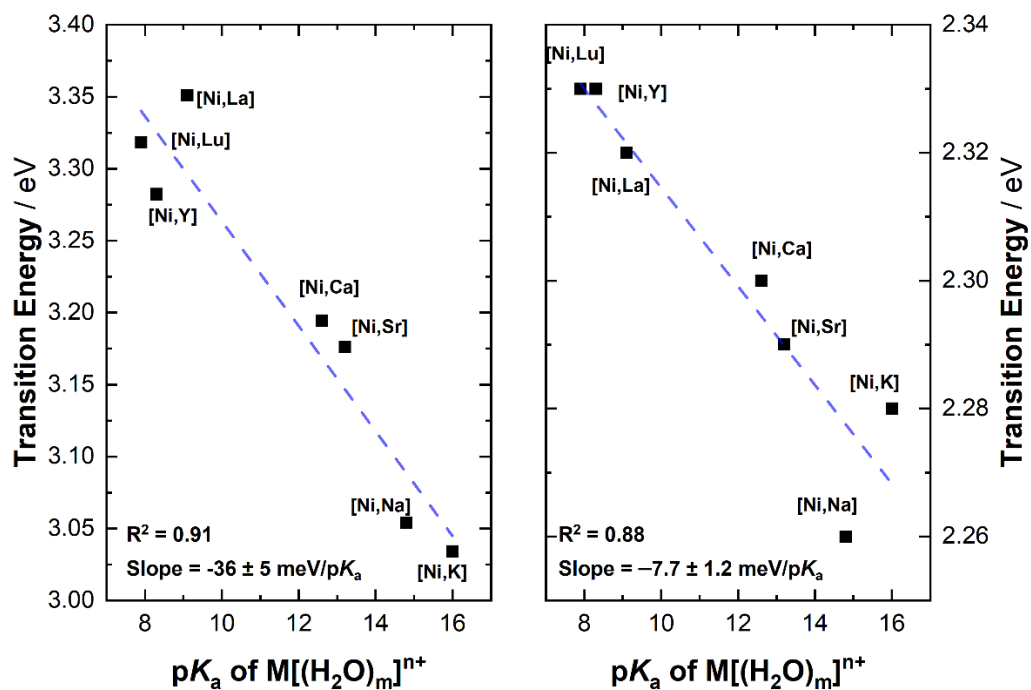 3.40
3.35
3.30
3.25
3.20
3.15
3.10
3.05
3.00
Transition Energy / eV
[Ni,La]
[Ni,Lu]
[Ni,Y]
[Ni,Ca]
[Ni,Sr]
[Ni,Na]
[Ni,K]
R² = 0.91
Slope = -36 ± 5 meV/pKₐ
8 10 12 14 16
pKₐ of M[(H₂O)ₘ]ⁿ⁺
[Ni,Lu]
[Ni,Y]
[Ni,La]
[Ni,Ca]
[Ni,Sr]
[Ni,K]
[Ni,Na]
R² = 0.88
Slope = −7.7 ± 1.2 meV/pKₐ
8 10 12 14 16
pKₐ of M[(H₂O)ₘ]ⁿ⁺
2.34
2.32
2.30
2.28
2.26
Transition Energy / eV